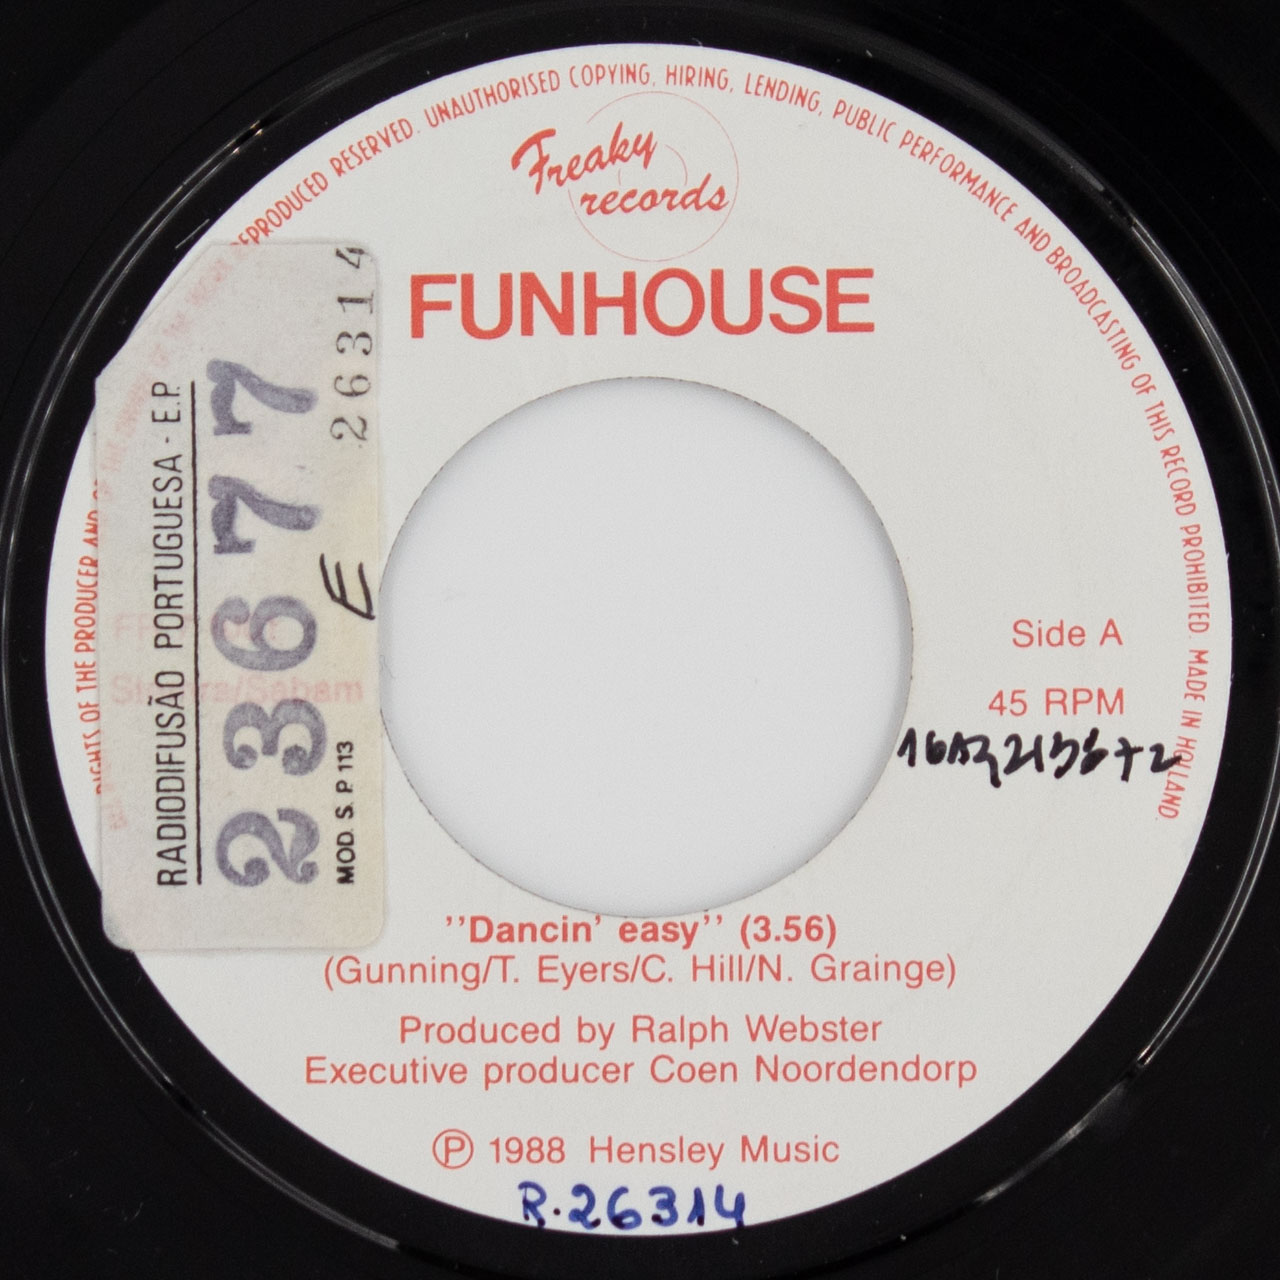 RIGHTS OF THE PRODUCER AND
REPRODUCED RESERVED. UNAUTHORISED COPYING, HIRING, LENDING, PUBLIC PERFORMANCE AND BROADCASTING OF THIS RECORD PROHIBITED. MADE IN HOLLAND
Freaky
records
FUNHOUSE
RADIODIFUSÃO PORTUGUESA - E.P.
23677
E
26314
MOD. S. P. 113
Sabam
Side A
45 RPM
''Dancin' easy'' (3.56)
(Gunning/T. Eyers/C. Hill/N. Grainge)
Produced by Ralph Webster
Executive producer Coen Noordendorp
Ⓟ 1988 Hensley Music
R.26314